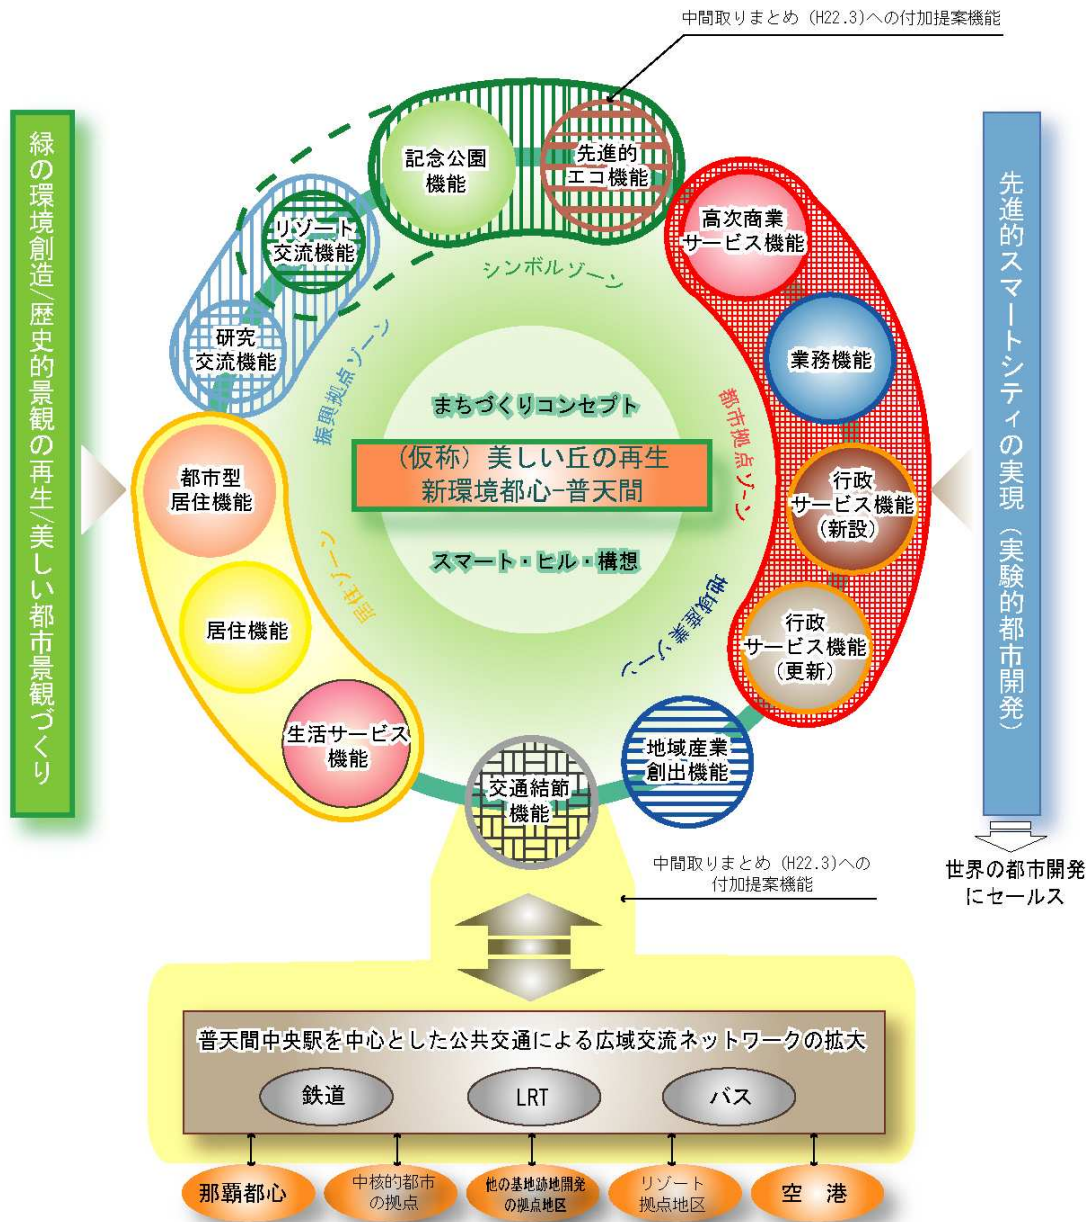 中間取りまとめ (H22.3)への付加提案機能
緑の環境創造/歴史的景観の再生/美しい都市景観づくり
先進的スマートシティの実現（実験的都市開発）
世界の都市開発
にセールス
記念公園
機能
先進的
エコ機能
シンボルゾーン
リゾート
交流機能
研究
交流機能
振興拠点ゾーン
高次商業
サービス機能
業務機能
行政
サービス機能
(新設)
行政
サービス機能
(更新)
都市拠点ゾーン
まちづくりコンセプト
(仮称) 美しい丘の再生
新環境都心-普天間
スマート・ヒル・構想
都市型
居住機能
居住機能
生活サービス
機能
居住ゾーン
地域産業ゾーン
地域産業
創出機能
交通結節
機能
中間取りまとめ (H22.3)への
付加提案機能
普天間中央駅を中心とした公共交通による広域交流ネットワークの拡大
鉄道
LRT
バス
那覇都心
中核的都市
の拠点
他の基地跡地開発
の拠点地区
リゾート
拠点地区
空 港